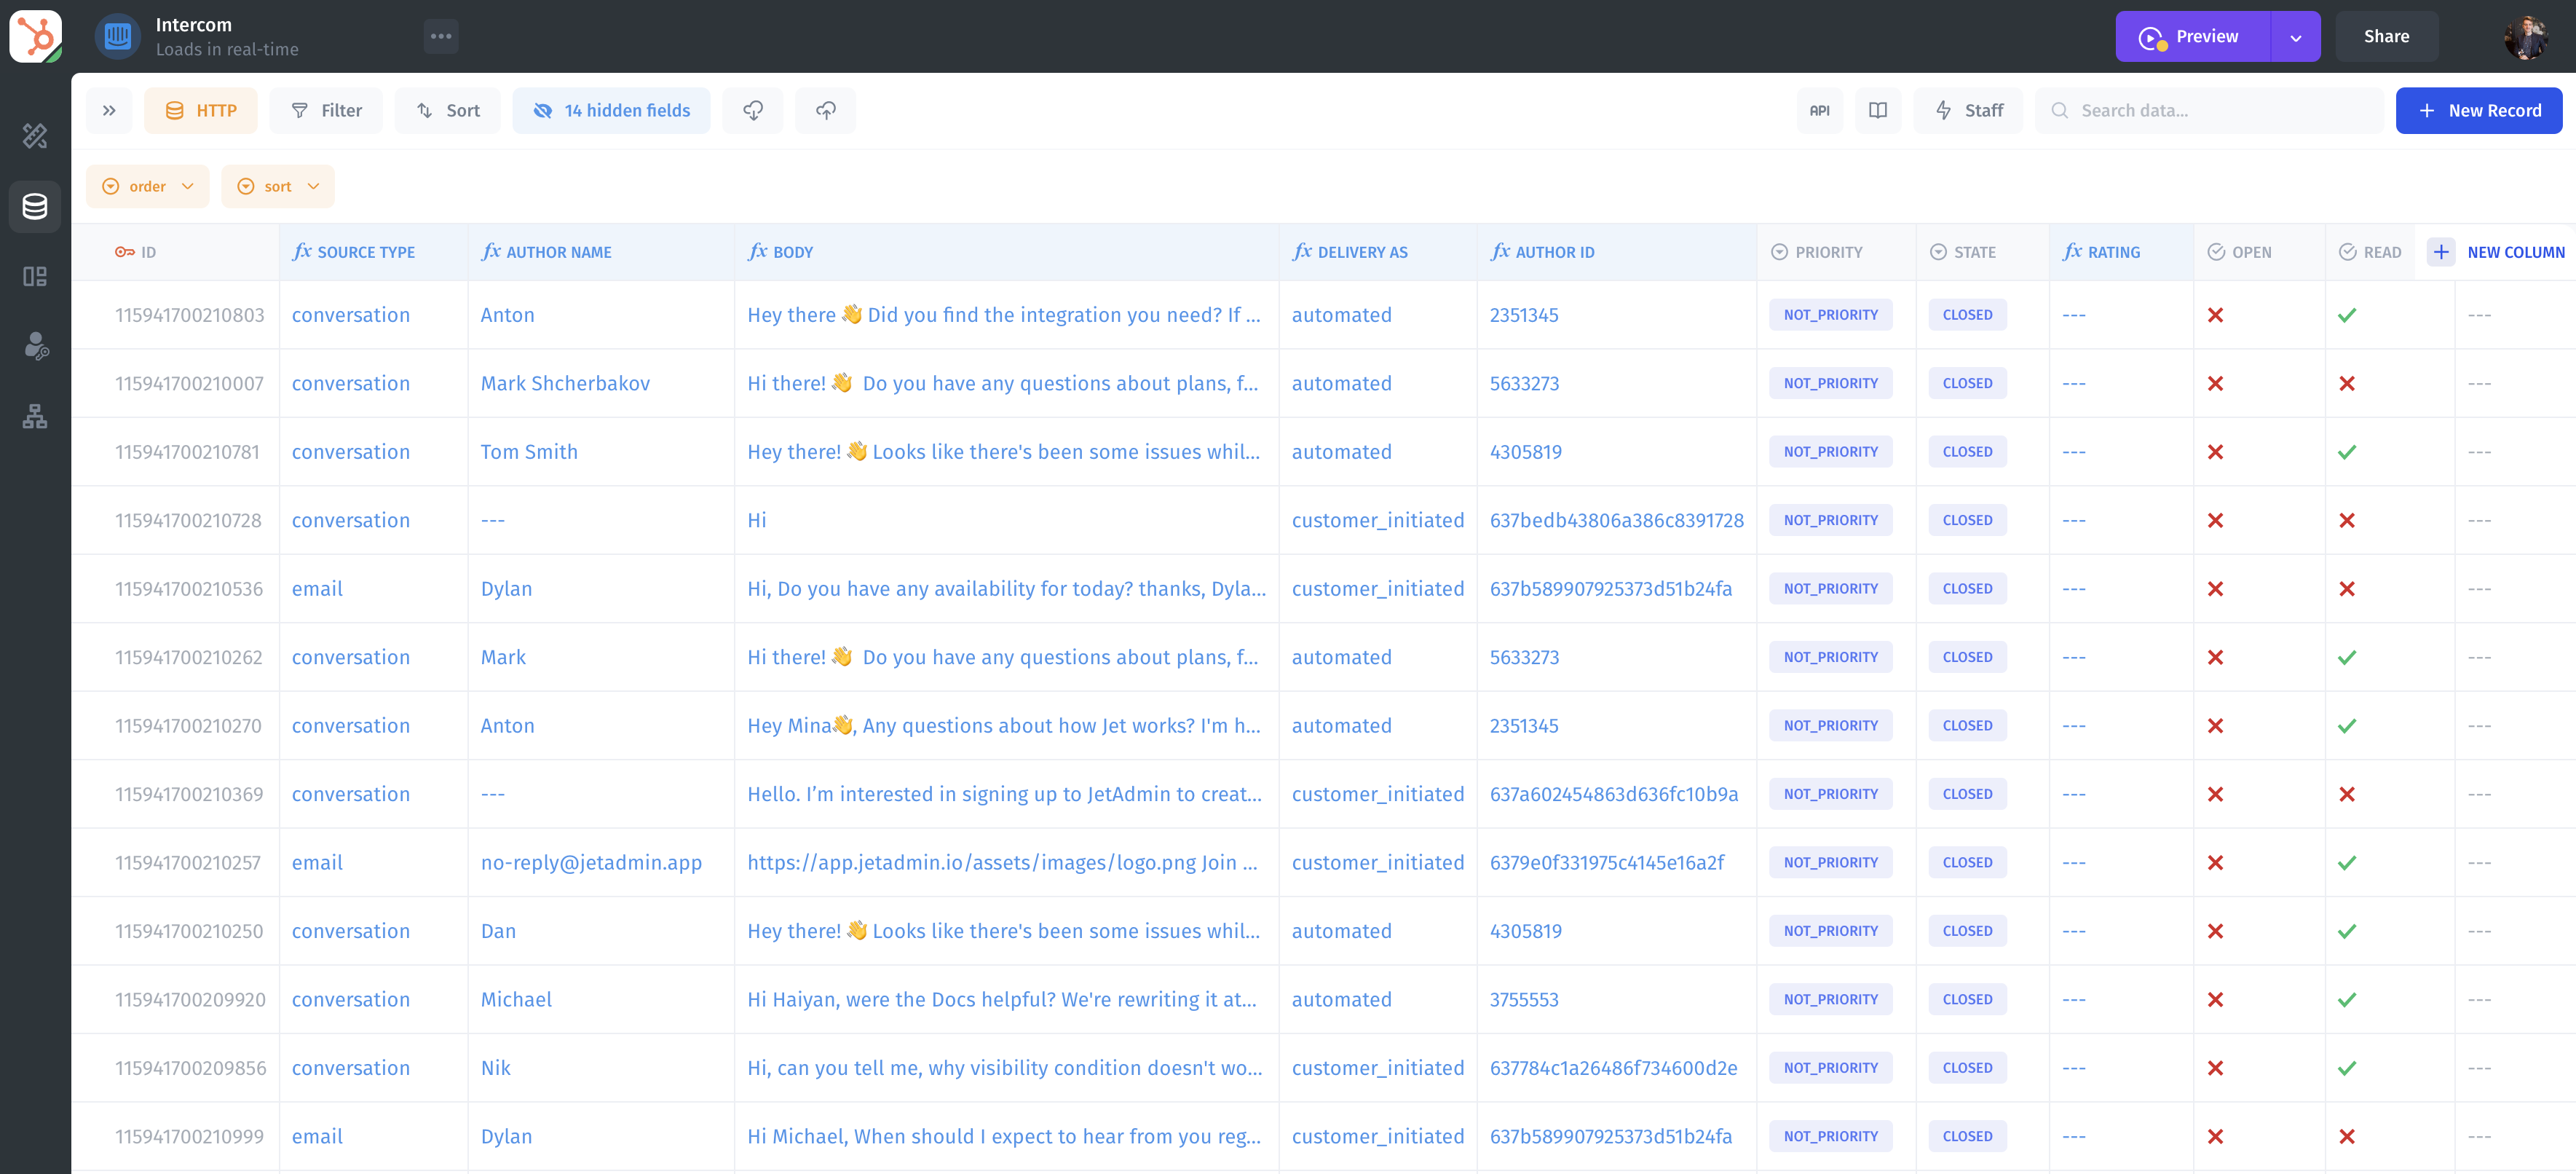 Intercom
Loads in real-time
Preview
Share
HTTP
Filter
Sort
14 hidden fields
API
Staff
Search data...
New Record
order
sort
ID fx SOURCE TYPE fx AUTHOR NAME fx BODY fx DELIVERY AS fx AUTHOR ID PRIORITY STATE fx RATING OPEN READ NEW COLUMN
115941700210803 conversation Anton Hey there 👋 Did you find the integration you need? If ... automated 2351345 NOT_PRIORITY CLOSED --- ---
115941700210007 conversation Mark Shcherbakov Hi there! 👋 Do you have any questions about plans, f... automated 5633273 NOT_PRIORITY CLOSED --- ---
115941700210781 conversation Tom Smith Hey there! 👋 Looks like there's been some issues whil... automated 4305819 NOT_PRIORITY CLOSED --- ---
115941700210728 conversation --- Hi customer_initiated 637bedb43806a386c8391728 NOT_PRIORITY CLOSED --- ---
115941700210536 email Dylan Hi, Do you have any availability for today? thanks, Dyla... customer_initiated 637b589907925373d51b24fa NOT_PRIORITY CLOSED --- ---
115941700210262 conversation Mark Hi there! 👋 Do you have any questions about plans, f... automated 5633273 NOT_PRIORITY CLOSED --- ---
115941700210270 conversation Anton Hey Mina👋, Any questions about how Jet works? I'm h... automated 2351345 NOT_PRIORITY CLOSED --- ---
115941700210369 conversation --- Hello. I’m interested in signing up to JetAdmin to creat... customer_initiated 637a602454863d636fc10b9a NOT_PRIORITY CLOSED --- ---
115941700210257 email no-reply@jetadmin.app https://app.jetadmin.io/assets/images/logo.png Join ... customer_initiated 6379e0f331975c4145e16a2f NOT_PRIORITY CLOSED --- ---
115941700210250 conversation Dan Hey there! 👋 Looks like there's been some issues whil... automated 4305819 NOT_PRIORITY CLOSED --- ---
115941700209920 conversation Michael Hi Haiyan, were the Docs helpful? We're rewriting it at... automated 3755553 NOT_PRIORITY CLOSED --- ---
115941700209856 conversation Nik Hi, can you tell me, why visibility condition doesn't wo... customer_initiated 637784c1a26486f734600d2e NOT_PRIORITY CLOSED --- ---
115941700210999 email Dylan Hi Michael, When should I expect to hear from you reg... customer_initiated 637b589907925373d51b24fa NOT_PRIORITY CLOSED --- ---